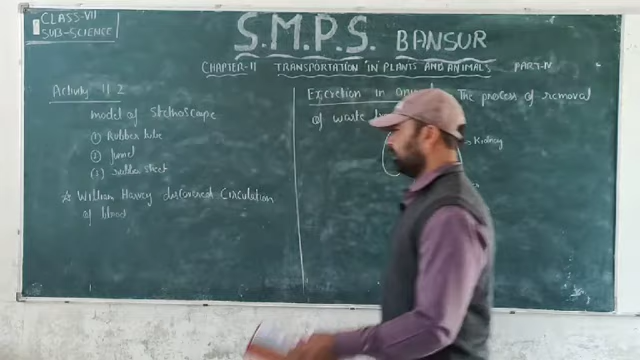 CLASS-VII
SUB-SCIENCE
S.M.P.S. BANSUR
CHAPTER-11 TRANSPORTATION IN PLANTS AND ANIMALS PART-IV
Activity 11.2
model of Stethoscope
① Rubber tube
② funnel
③ rubber sheet
☆ William Harvey discovered Circulation
of blood
Excretion in The process of removal
of waste
→ Kidney